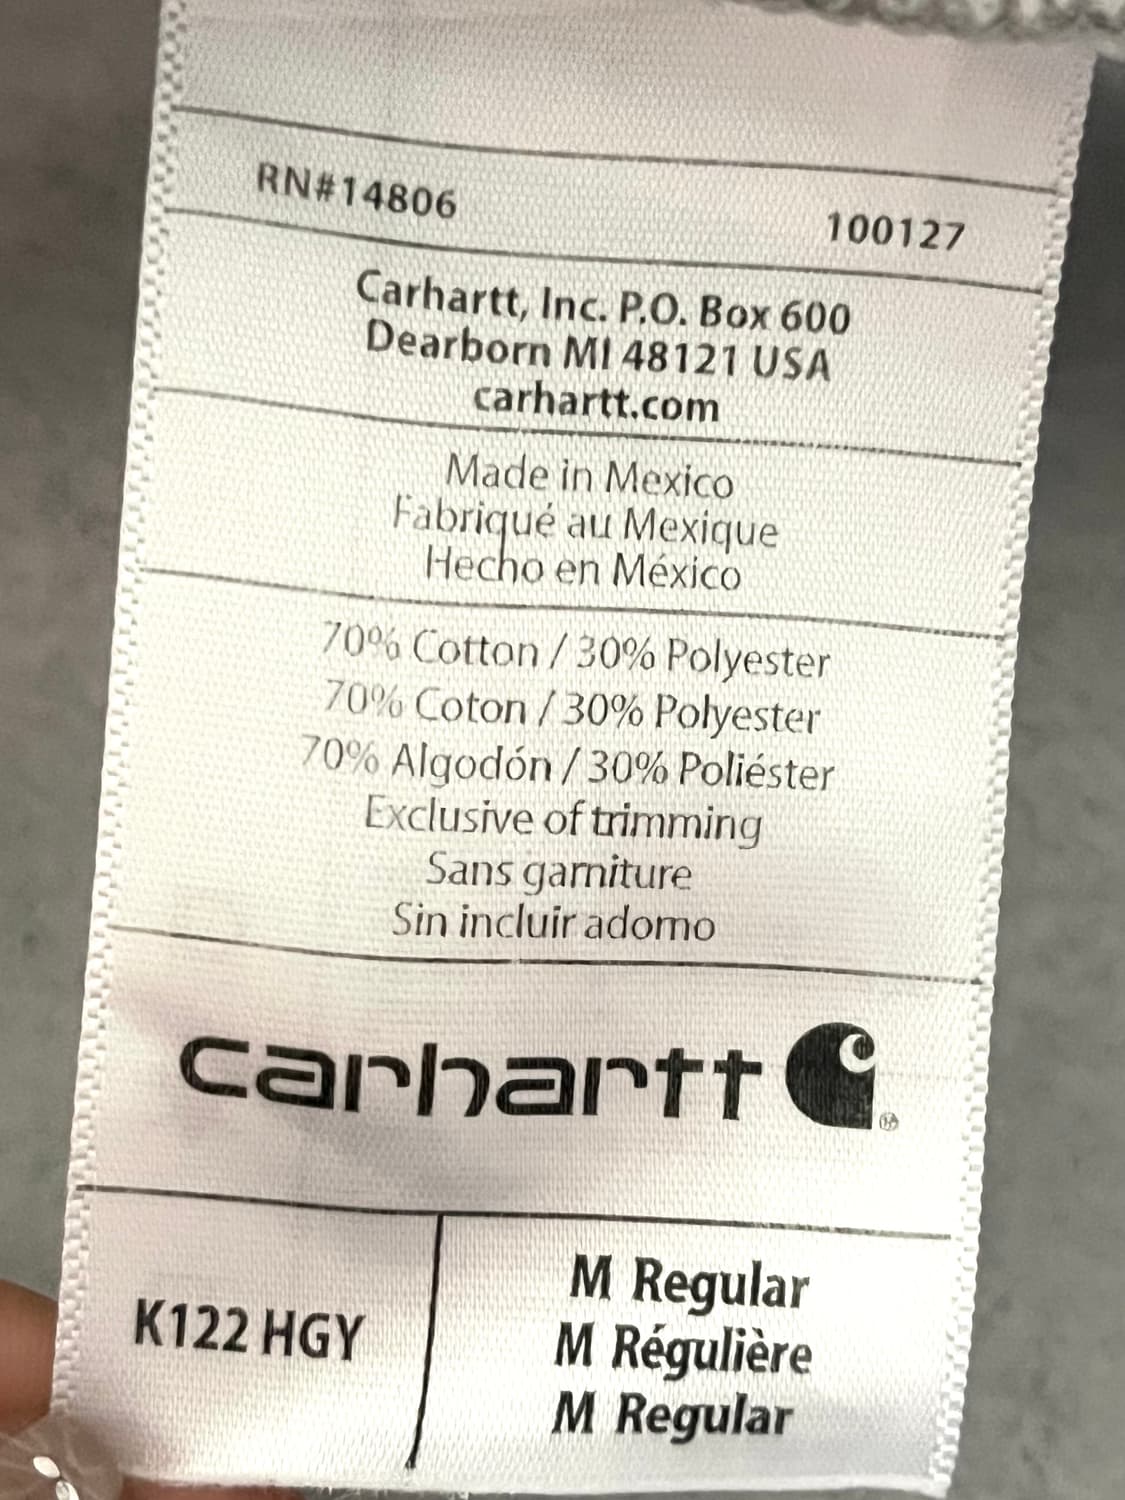 RN#14806
100127
Carhartt, Inc. P.O. Box 600
Dearborn MI 48121 USA
carhartt.com
Made in Mexico
Fabriqué au Mexique
Hecho en México
70% Cotton / 30% Polyester
70% Coton / 30% Polyester
70% Algodón / 30% Poliéster
Exclusive of trimming
Sans garniture
Sin incluir adorno
carhartt
®
K122 HGY
M Regular
M Régulière
M Regular